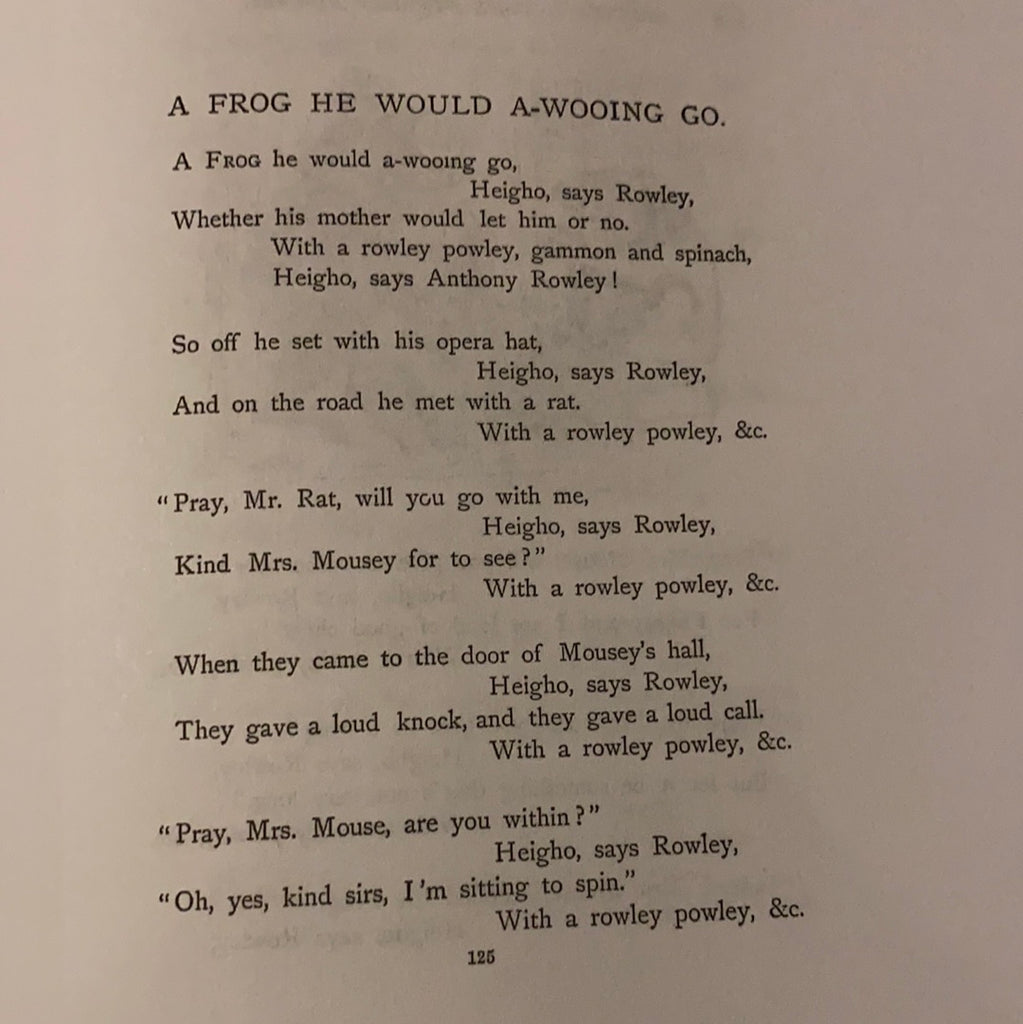 A FROG HE WOULD A-WOOING GO.
A FROG he would a-wooing go,
Heigho, says Rowley,
Whether his mother would let him or no.
With a rowley powley, gammon and spinach,
Heigho, says Anthony Rowley!
So off he set with his opera hat,
Heigho, says Rowley,
And on the road he met with a rat.
With a rowley powley, &c.
"Pray, Mr. Rat, will you go with me,
Heigho, says Rowley,
Kind Mrs. Mousey for to see?"
With a rowley powley, &c.
When they came to the door of Mousey's hall,
Heigho, says Rowley,
They gave a loud knock, and they gave a loud call.
With a rowley powley, &c.
"Pray, Mrs. Mouse, are you within?"
Heigho, says Rowley,
"Oh, yes, kind sirs, I'm sitting to spin."
With a rowley powley, &c.
125